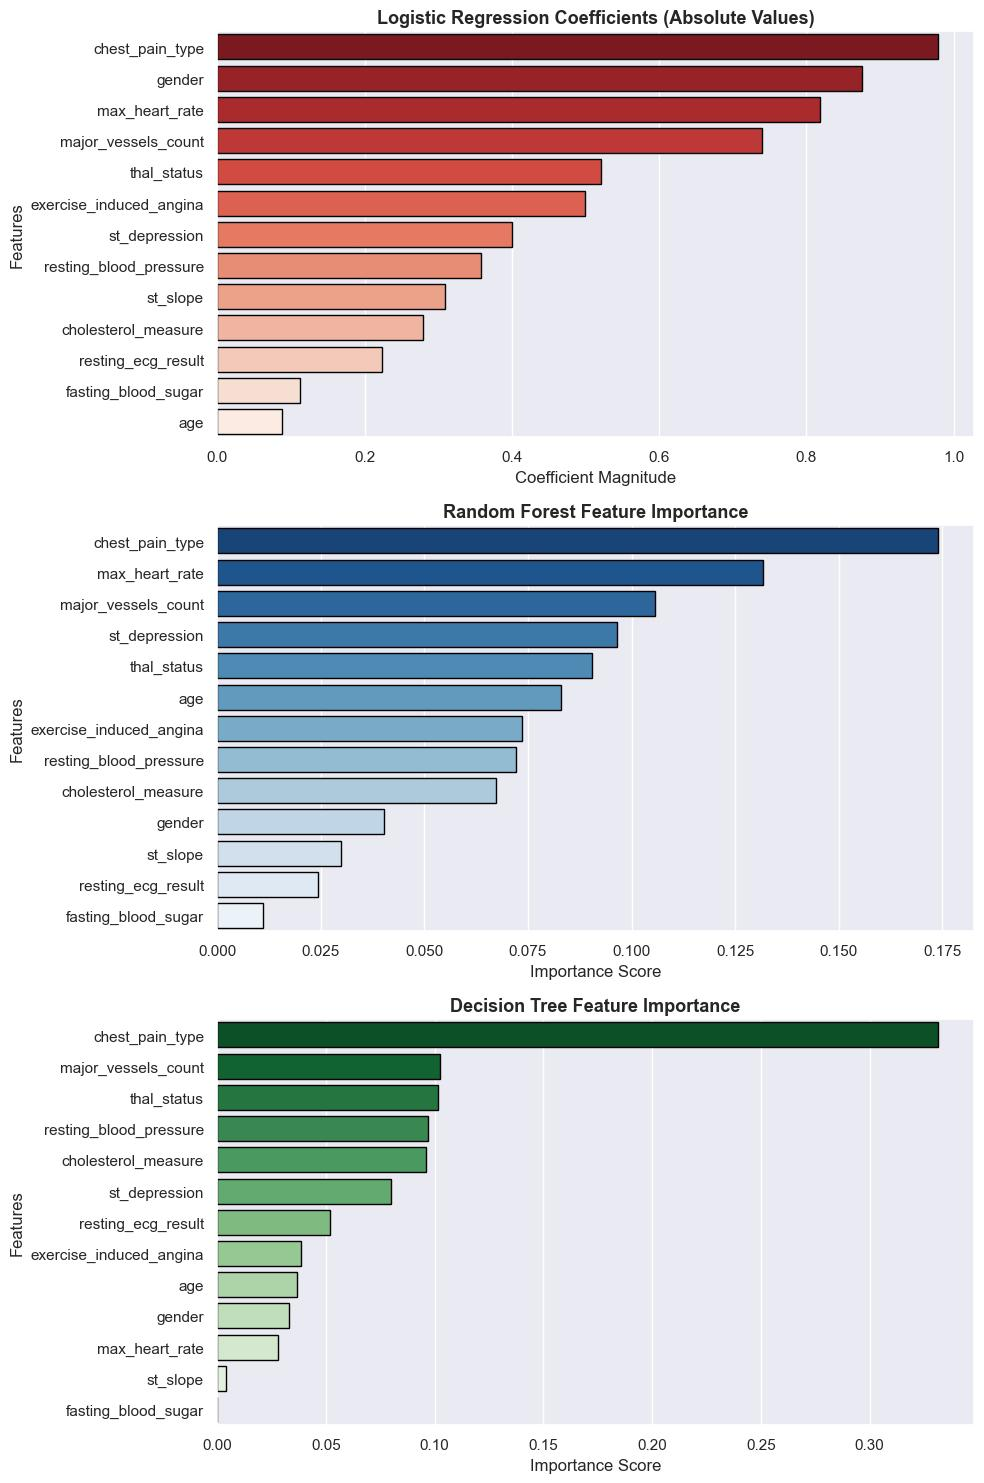 Logistic Regression Coefficients (Absolute Values)
Features
chest_pain_type
gender
max_heart_rate
major_vessels_count
thal_status
exercise_induced_angina
st_depression
resting_blood_pressure
st_slope
cholesterol_measure
resting_ecg_result
fasting_blood_sugar
age
0.0 0.2 0.4 0.6 0.8 1.0
Coefficient Magnitude
Random Forest Feature Importance
Features
chest_pain_type
max_heart_rate
major_vessels_count
st_depression
thal_status
age
exercise_induced_angina
resting_blood_pressure
cholesterol_measure
gender
st_slope
resting_ecg_result
fasting_blood_sugar
0.000 0.025 0.050 0.075 0.100 0.125 0.150 0.175
Importance Score
Decision Tree Feature Importance
Features
chest_pain_type
major_vessels_count
thal_status
resting_blood_pressure
cholesterol_measure
st_depression
resting_ecg_result
exercise_induced_angina
age
gender
max_heart_rate
st_slope
fasting_blood_sugar
0.00 0.05 0.10 0.15 0.20 0.25 0.30
Importance Score